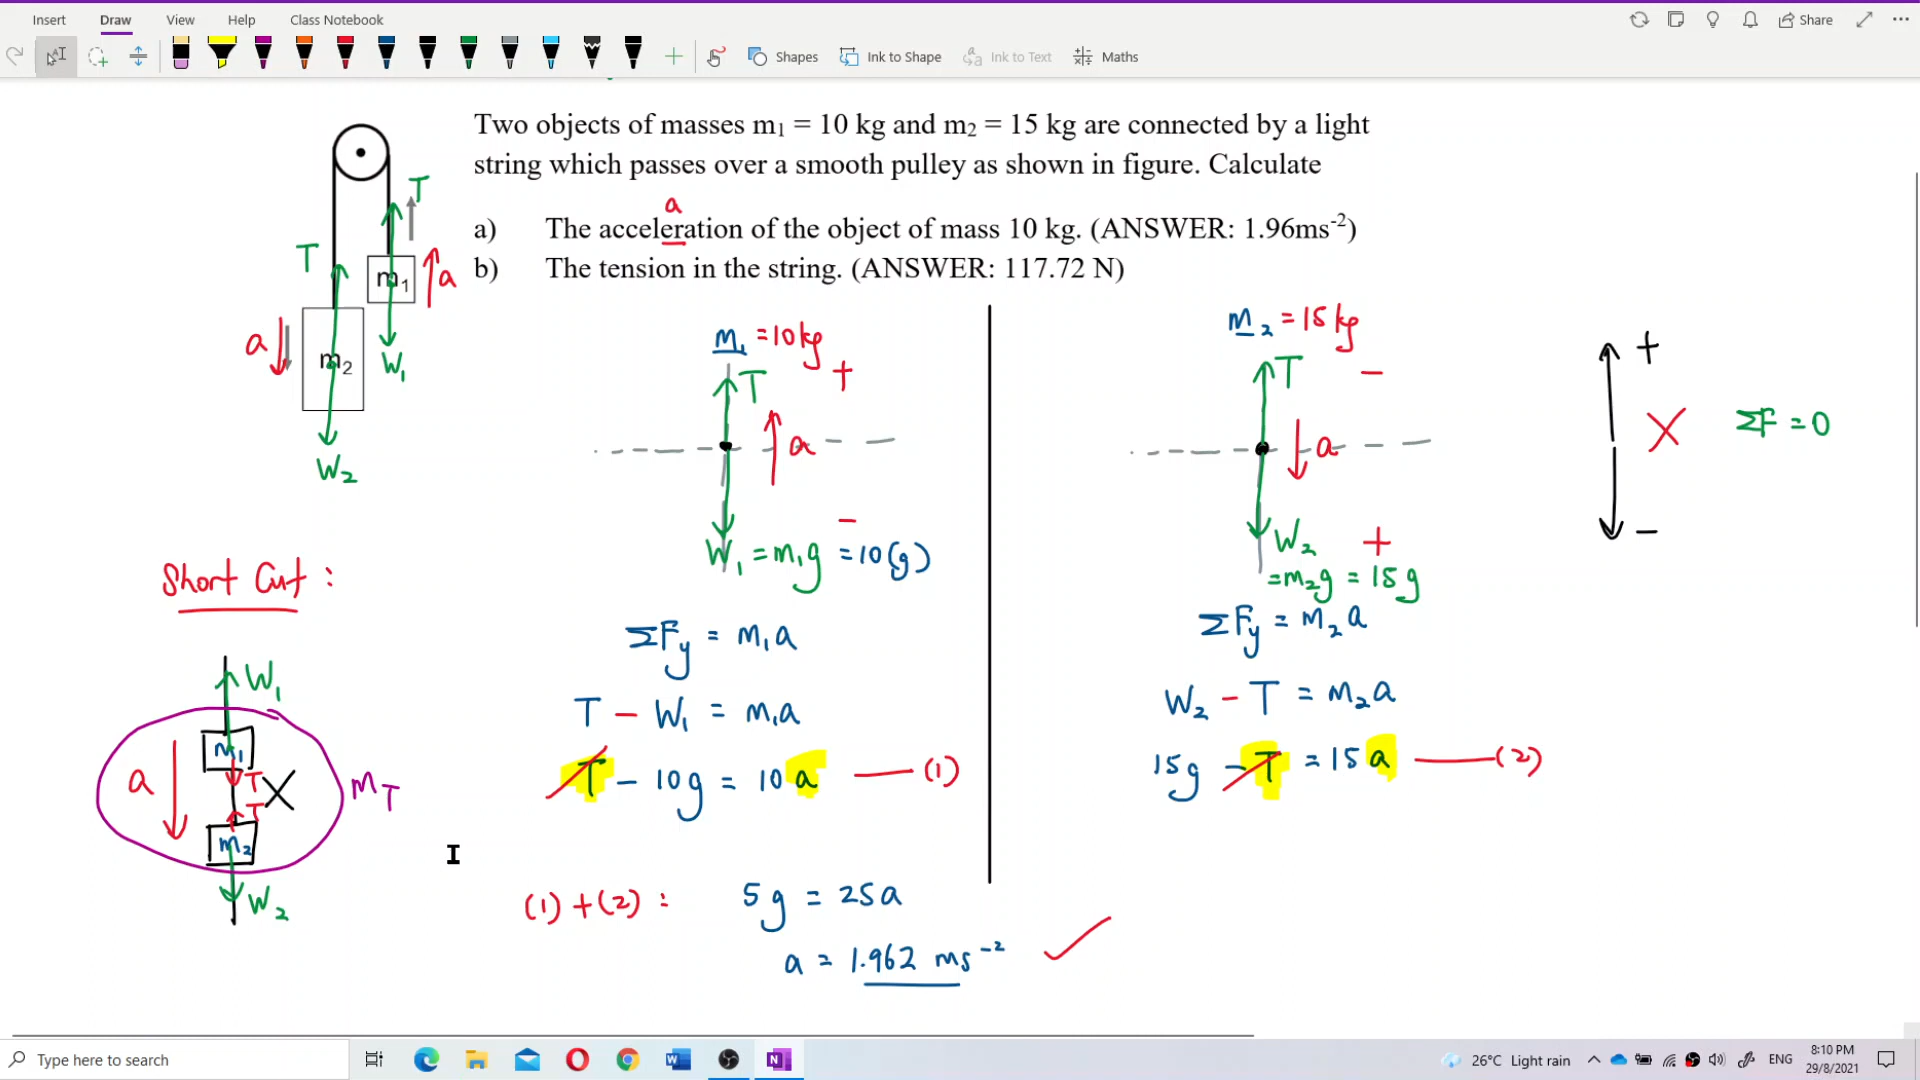 Insert Draw View Help Class Notebook Share
Shapes Ink to Shape Ink to Text Maths
Two objects of masses m₁ = 10 kg and m₂ = 15 kg are connected by a light
string which passes over a smooth pulley as shown in figure. Calculate
a
a) The acceleration of the object of mass 10 kg. (ANSWER: 1.96ms⁻²)
b) The tension in the string. (ANSWER: 117.72 N)
T
T
m₁
a
a
m₂
W₁
W₂
m₁ = 10kg
T +
a
-
W₁ = m₁g = 10(g)
ΣFy = m₁a
T - W₁ = m₁a
T - 10g = 10a (1)
m₂ = 15kg
T -
a
W₂ +
= m₂g = 15g
ΣFy = m₂a
W₂ - T = m₂a
15g - T = 15a (2)
+
X ΣF = 0
-
Short Cut :
W₁
m₁
a T X mT
T
m₂
W₂
(1) + (2) : 5g = 25a
a = 1.962 ms⁻²
Type here to search
26°C Light rain ENG 8:10 PM
29/8/2021